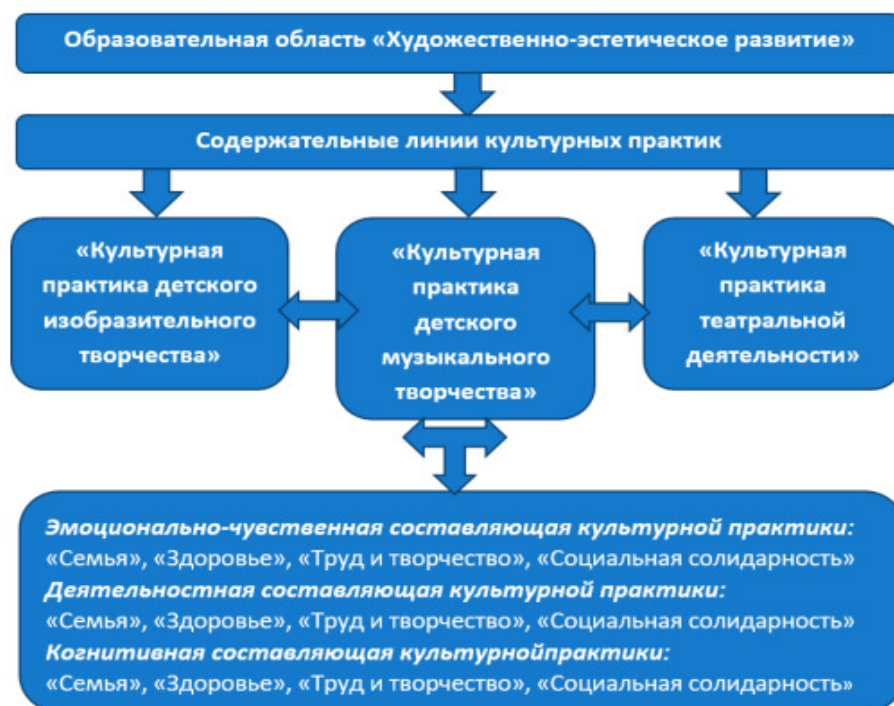 Образовательная область «Художественно-эстетическое развитие»
Содержательные линии культурных практик
«Культурная
практика детского
изобразительного
творчества»
«Культурная
практика
детского
музыкального
творчества»
«Культурная
практика
театральной
деятельности»
Эмоционально-чувственная составляющая культурной практики:
«Семья», «Здоровье», «Труд и творчество», «Социальная солидарность»
Деятельностная составляющая культурной практики:
«Семья», «Здоровье», «Труд и творчество», «Социальная солидарность»
Когнитивная составляющая культурнойпрактики:
«Семья», «Здоровье», «Труд и творчество», «Социальная солидарность»